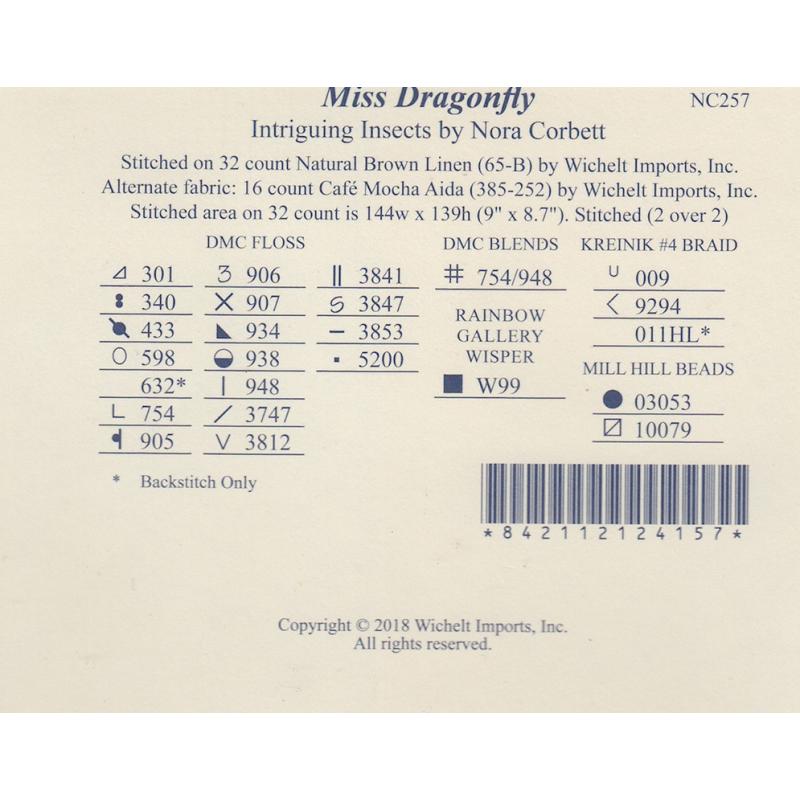 Miss Dragonfly NC257
Intriguing Insects by Nora Corbett
Stitched on 32 count Natural Brown Linen (65-B) by Wichelt Imports, Inc.
Alternate fabric: 16 count Café Mocha Aida (385-252) by Wichelt Imports, Inc.
Stitched area on 32 count is 144w x 139h (9" x 8.7"). Stitched (2 over 2)
DMC FLOSS
301
340
433
598
632*
754
905
906
907
934
938
948
3747
3812
3841
3847
3853
5200
* Backstitch Only
DMC BLENDS
754/948
RAINBOW
GALLERY
WISPER
W99
KREINIK #4 BRAID
009
9294
011HL*
MILL HILL BEADS
03053
10079
*842112124157*
Copyright © 2018 Wichelt Imports, Inc.
All rights reserved.